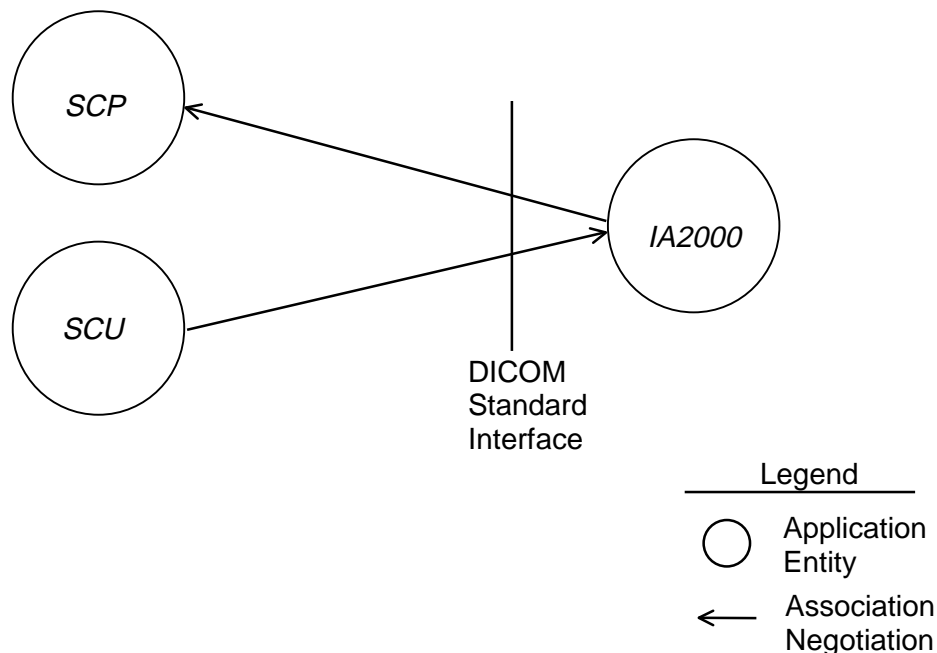 SCP
IA2000
SCU
DICOM
Standard
Interface
Legend
Application
Entity
Association
Negotiation